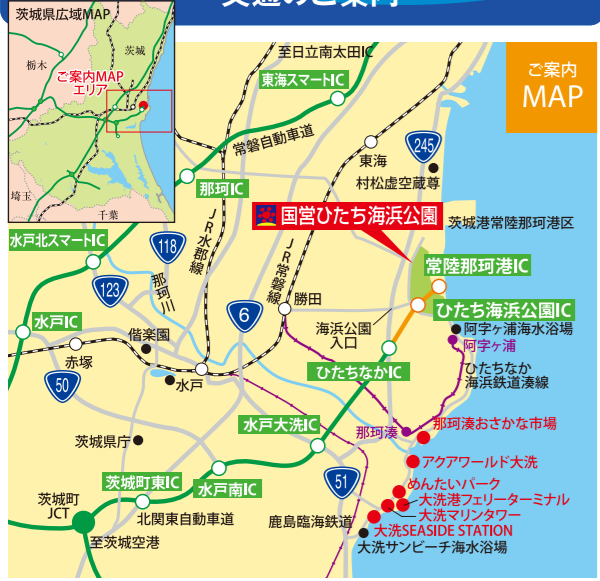 交通のご案内
茨城県広域MAP
栃木
茨城
ご案内MAP
エリア
埼玉
千葉
ご案内
MAP
至日立南太田IC
東海スマートIC
常磐自動車道
245
東海
村松虚空蔵尊
那珂IC
国営ひたち海浜公園
茨城港常陸那珂港区
水戸北スマートIC
118
JR水郡線
JR常磐線
常陸那珂港IC
123
那珂川
6
勝田
ひたち海浜公園IC
水戸IC
偕楽園
海浜公園
入口
阿字ヶ浦海水浴場
阿字ヶ浦
赤塚
ひたちなかIC
ひたちなか
海浜鉄道湊線
50
水戸
水戸大洗IC
那珂湊
那珂湊おさかな市場
茨城県庁
アクアワールド大洗
茨城町東IC
水戸南IC
51
めんたいパーク
大洗港フェリーターミナル
茨城町
JCT
北関東自動車道
鹿島臨海鉄道
大洗マリンタワー
大洗SEASIDE STATION
至茨城空港
大洗サンビーチ海水浴場